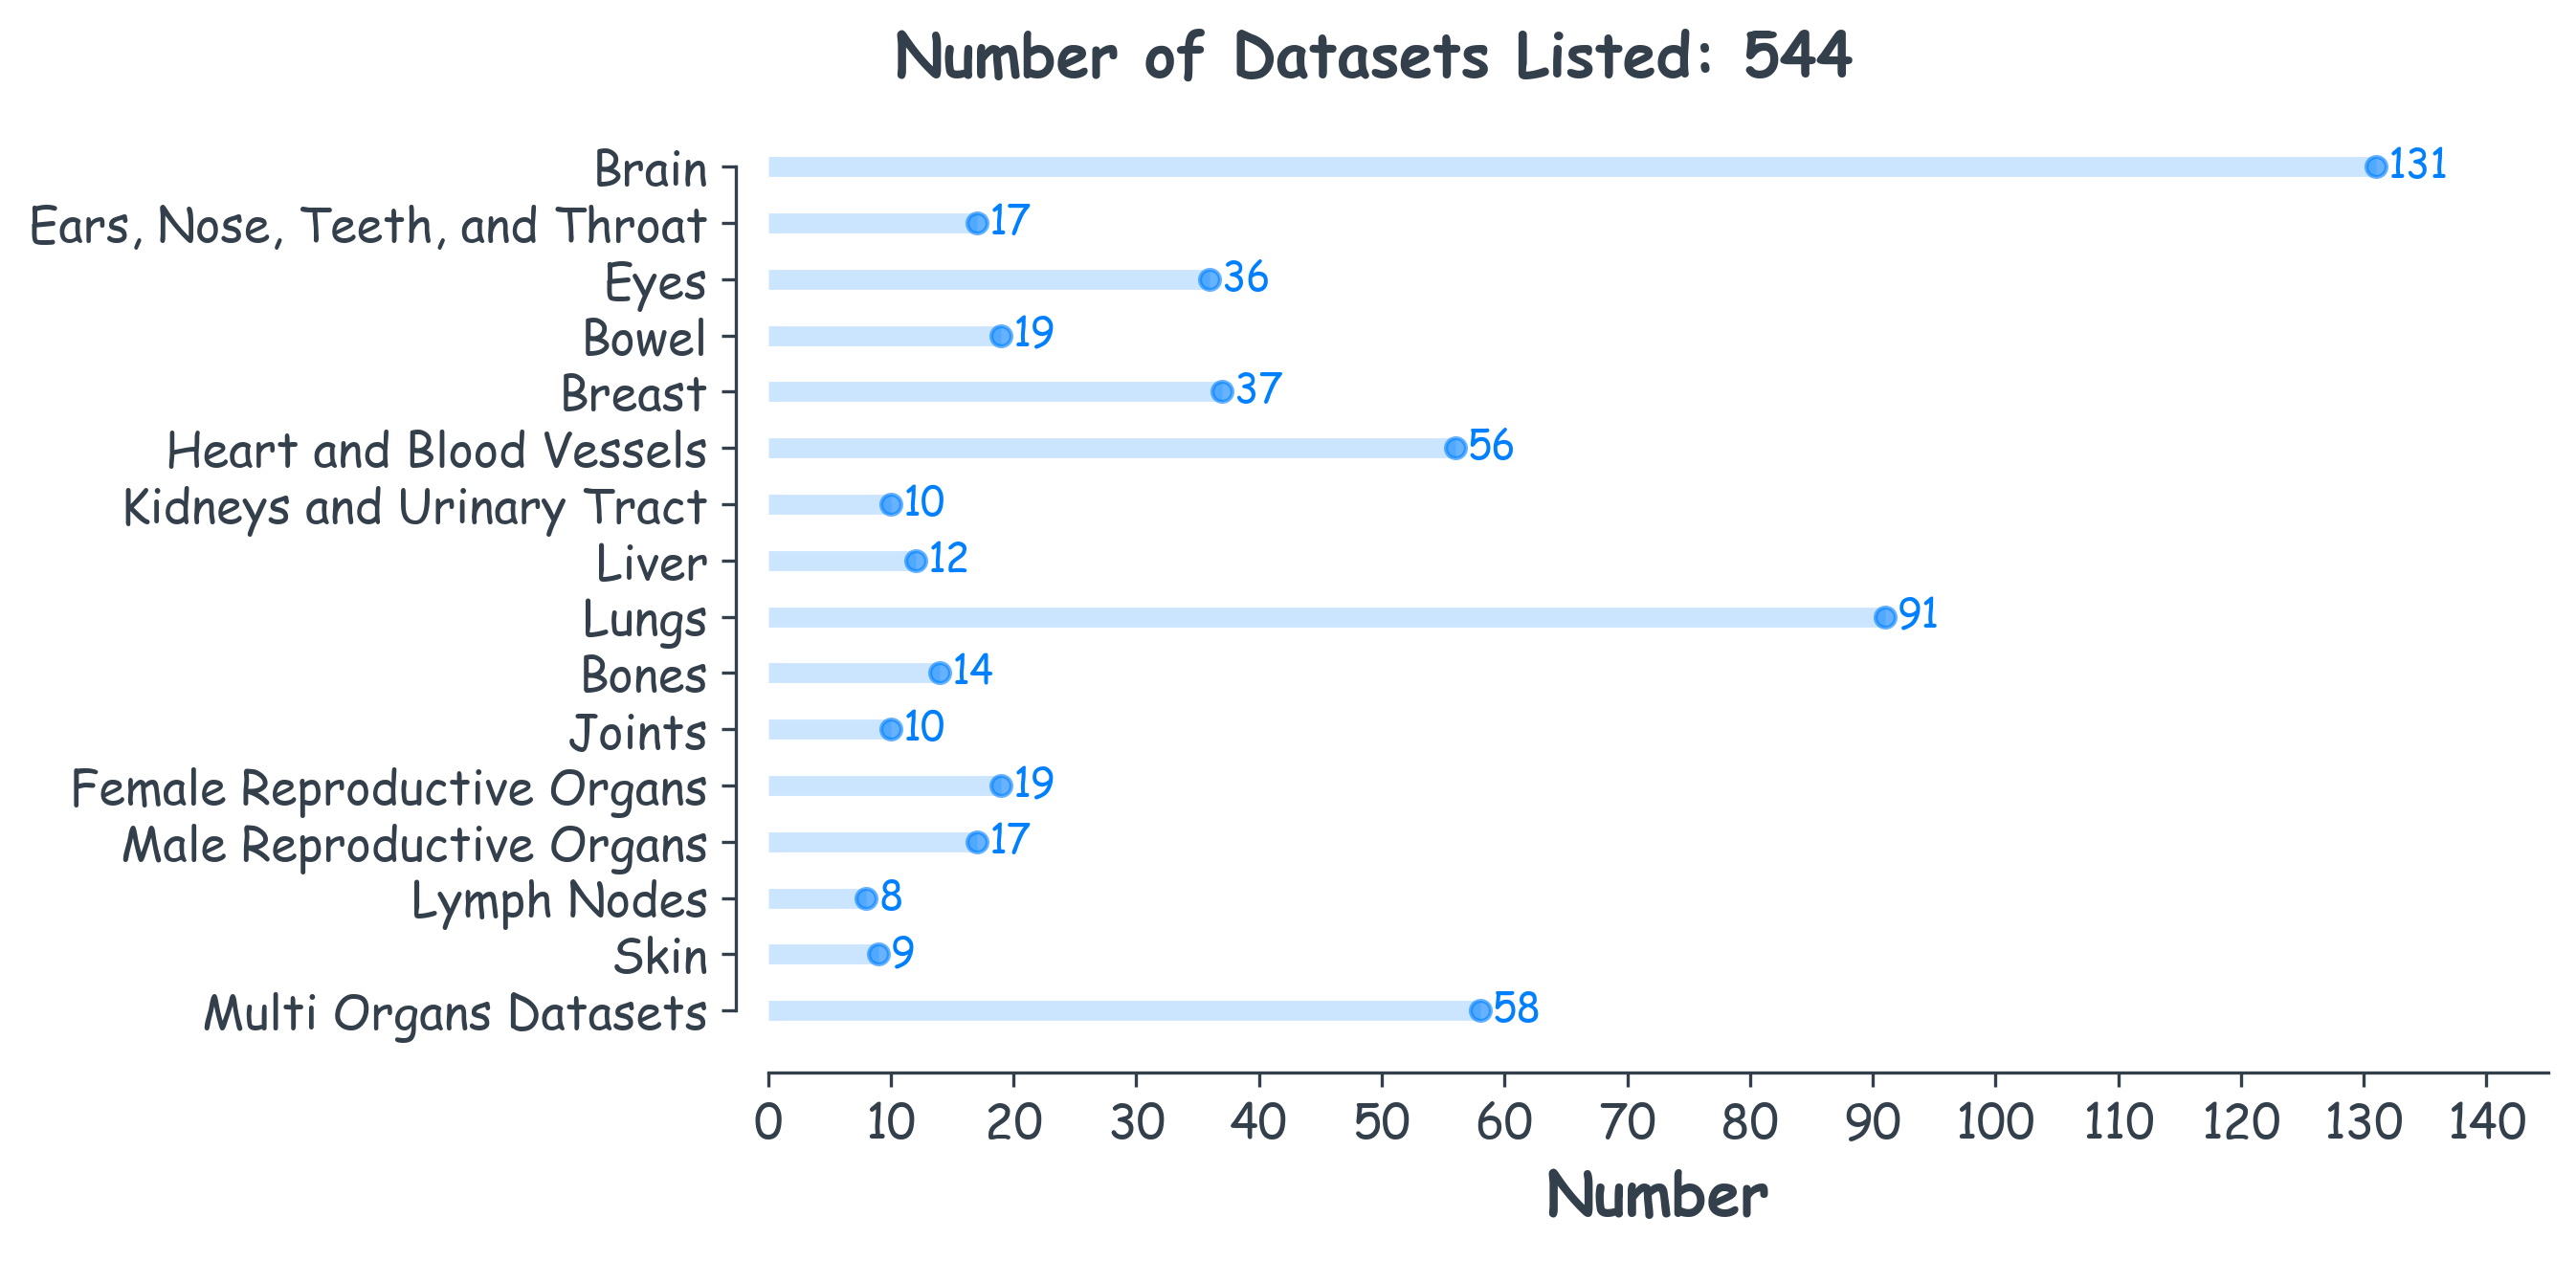 Number of Datasets Listed: 544
Brain 131
Ears, Nose, Teeth, and Throat 17
Eyes 36
Bowel 19
Breast 37
Heart and Blood Vessels 56
Kidneys and Urinary Tract 10
Liver 12
Lungs 91
Bones 14
Joints 10
Female Reproductive Organs 19
Male Reproductive Organs 17
Lymph Nodes 8
Skin 9
Multi Organs Datasets 58
0 10 20 30 40 50 60 70 80 90 100 110 120 130 140
Number